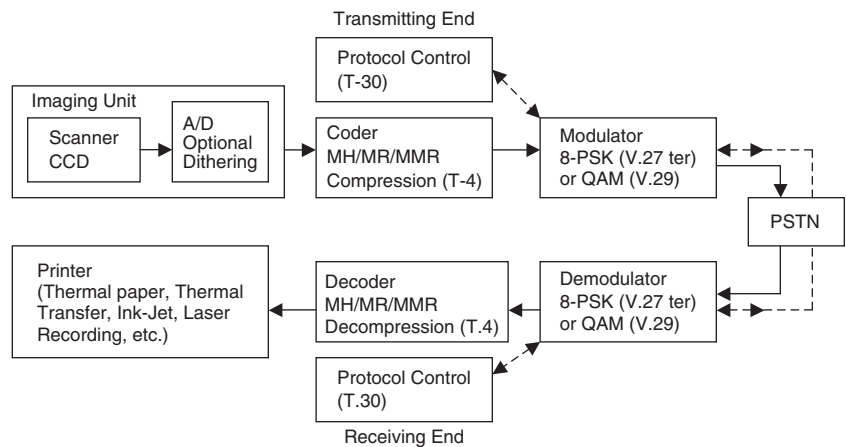 Transmitting End
Protocol Control
(T-30)
Imaging Unit
Scanner
CCD
A/D
Optional
Dithering
Coder
MH/MR/MMR
Compression (T-4)
Modulator
8-PSK (V.27 ter)
or QAM (V.29)
PSTN
Printer
(Thermal paper, Thermal
Transfer, Ink-Jet, Laser
Recording, etc.)
Decoder
MH/MR/MMR
Decompression (T.4)
Demodulator
8-PSK (V.27 ter)
or QAM (V.29)
Protocol Control
(T.30)
Receiving End